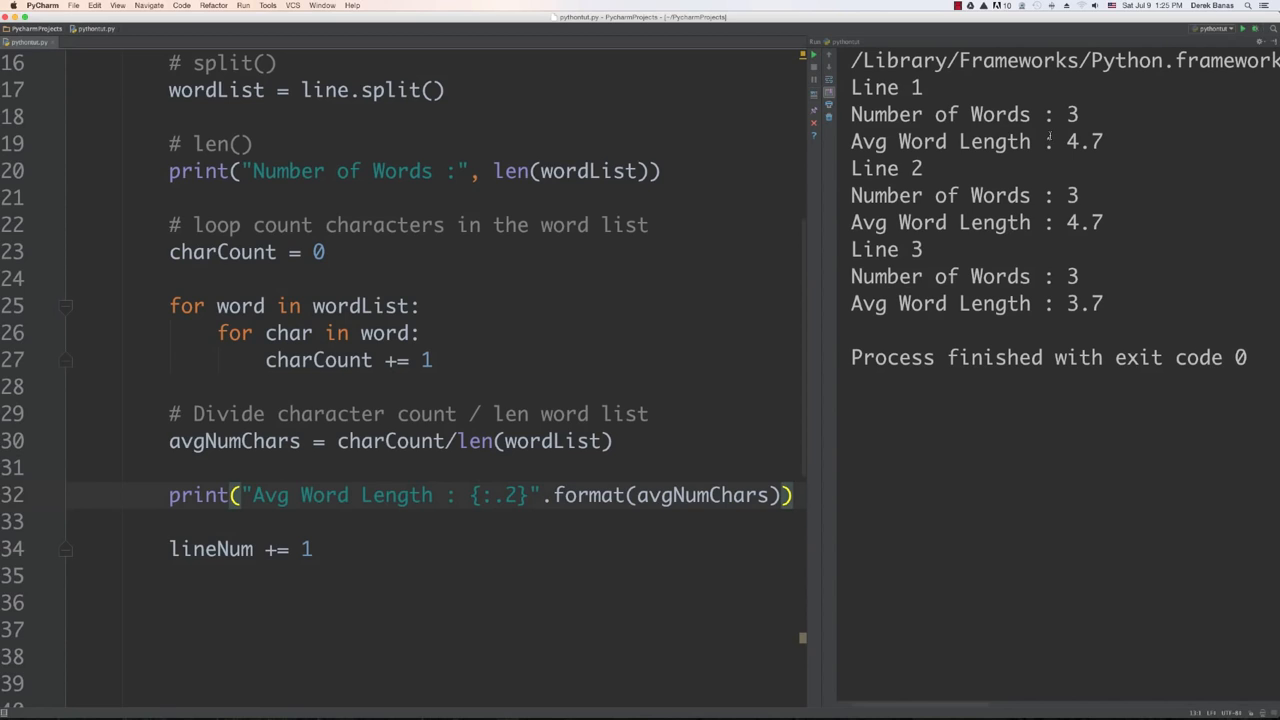 PyCharm File Edit View Navigate Code Refactor Run Tools VCS Window Help
10 Sat Jul 9 1:25 PM Derek Banas
pythontut.py - PycharmProjects - [~/PycharmProjects]
PycharmProjects pythontut.py pythontut
pythontut.py
Run pythontut
16 # split()
17 wordList = line.split()
18
19 # len()
20 print("Number of Words :", len(wordList))
21
22 # loop count characters in the word list
23 charCount = 0
24
25 for word in wordList:
26 for char in word:
27 charCount += 1
28
29 # Divide character count / len word list
30 avgNumChars = charCount/len(wordList)
31
32 print("Avg Word Length : {:.2}".format(avgNumChars))
33
34 lineNum += 1
35
36
37
38
39
/Library/Frameworks/Python.framework
Line 1
Number of Words : 3
Avg Word Length : 4.7
Line 2
Number of Words : 3
Avg Word Length : 4.7
Line 3
Number of Words : 3
Avg Word Length : 3.7
Process finished with exit code 0